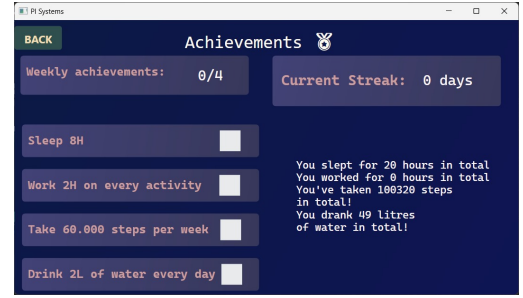 PI Systems
BACK
Achievements
Weekly achievements: 0/4
Current Streak: 0 days
Sleep 8H
Work 2H on every activity
Take 60.000 steps per week
Drink 2L of water every day
You slept for 20 hours in total
You worked for 0 hours in total
You've taken 100320 steps
in total!
You drank 49 litres
of water in total!